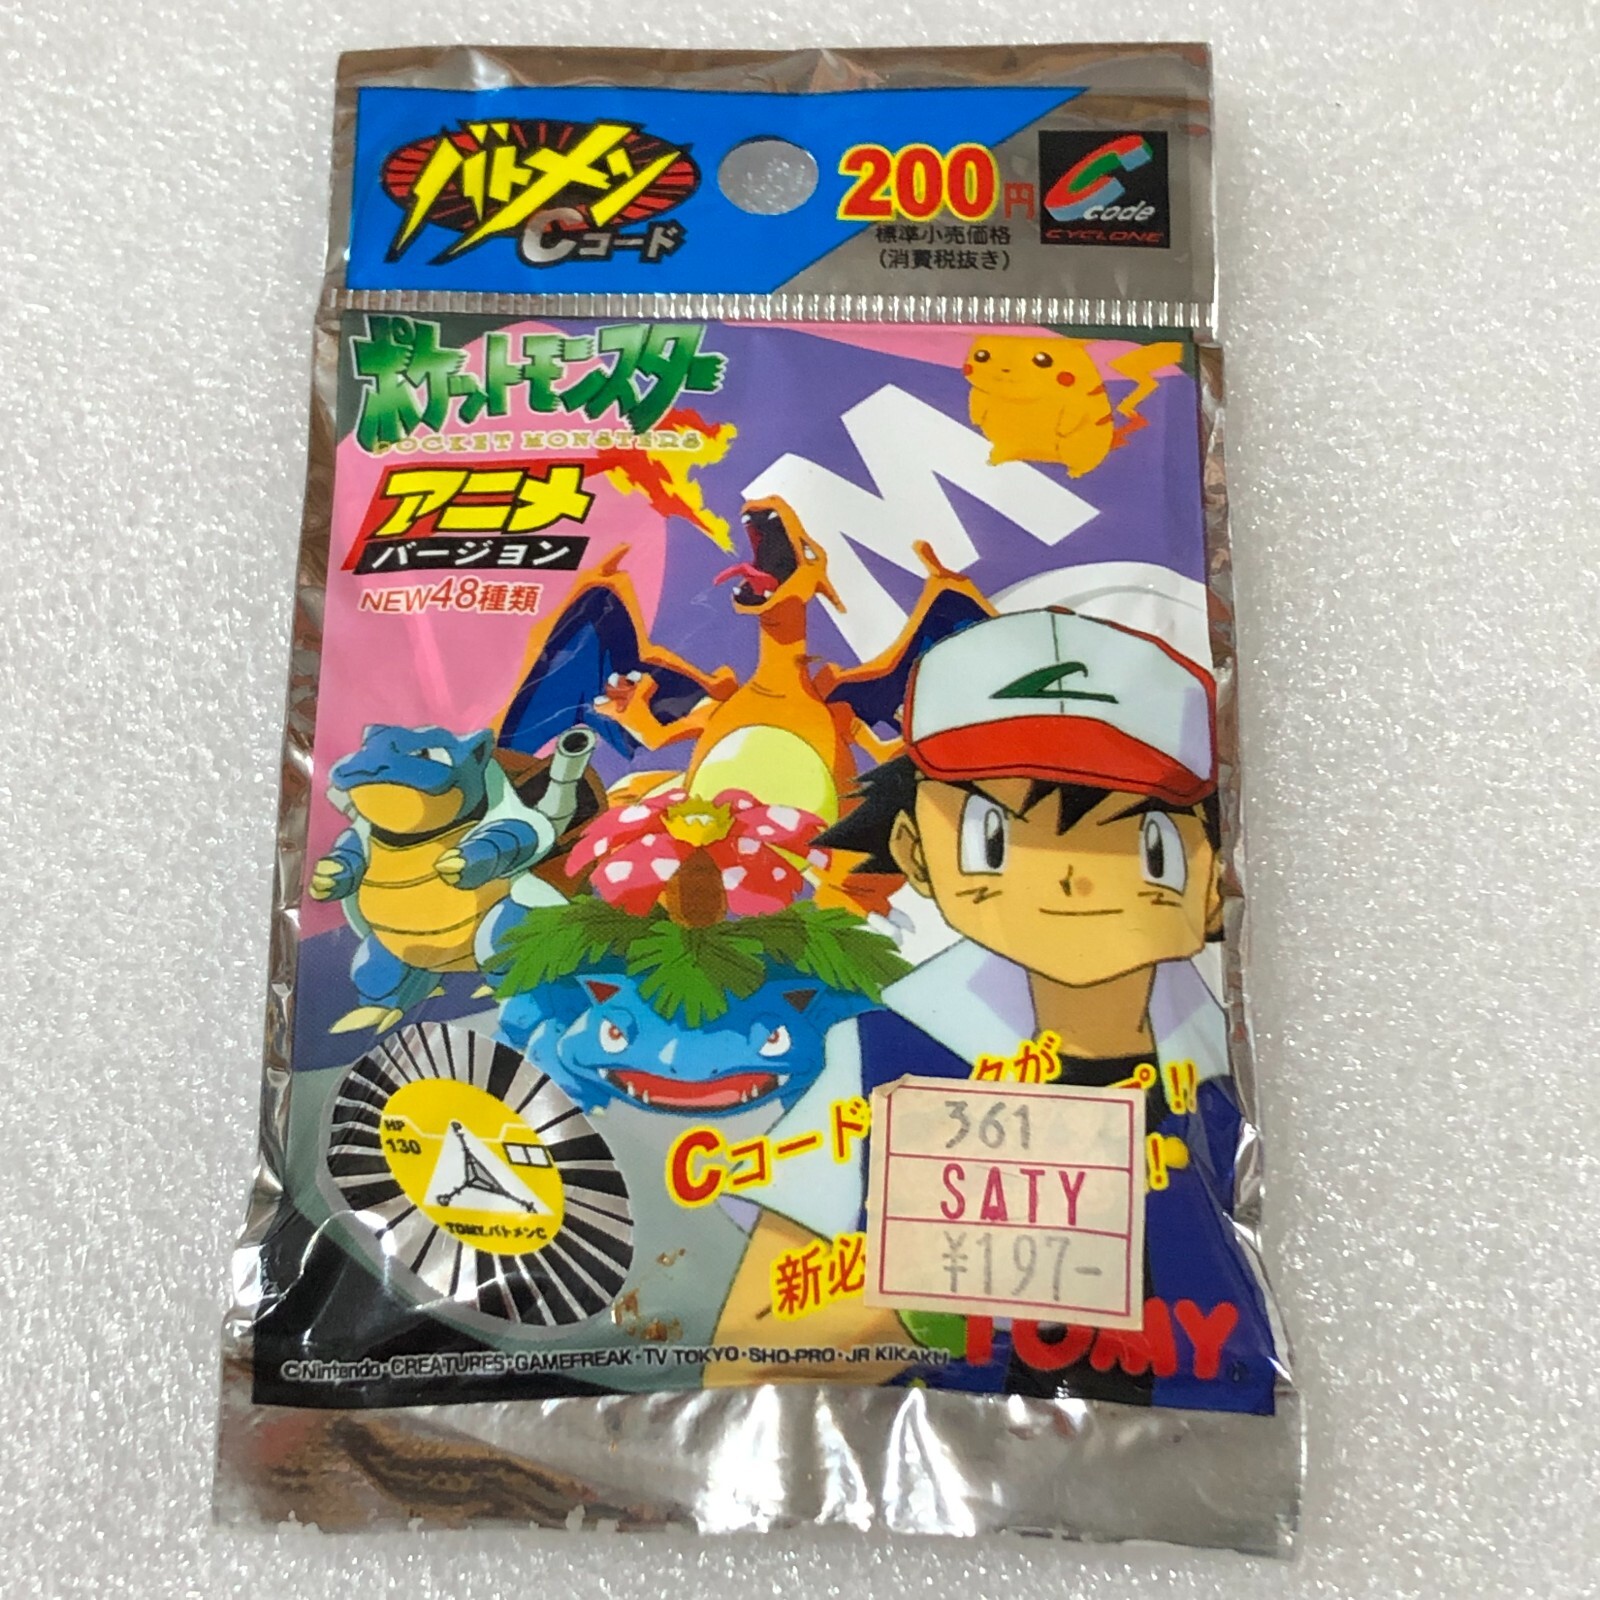 バトメン
Cコード
200円
標準小売価格
(消費税抜き)
C code
CYCLONE
ポケットモンスター
POCKET MONSTERS
アニメ
バージョン
NEW48種類
M
HP
130
TOMY.バトメンC
クが
プ!!
Cコード
!
新必
361
SATY
¥197-
TOMY
©Nintendo・CREATURES・GAMEFREAK・TV TOKYO・SHO-PRO・JR KIKAKU